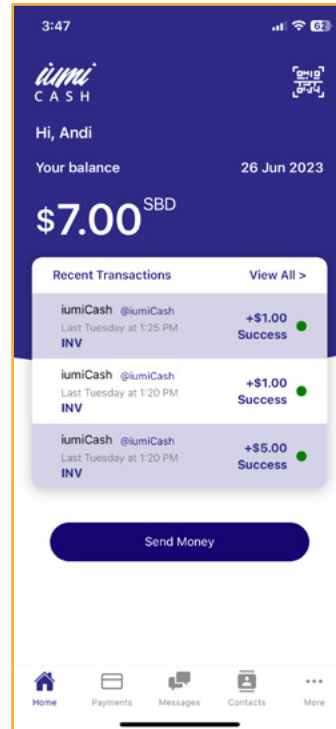 3:47
62
iumi
CASH
Hi, Andi
Your balance
26 Jun 2023
$7.00 SBD
Recent Transactions
View All >
iumiCash @iumiCash
+$1.00
Last Tuesday at 1:25 PM
Success
INV
iumiCash @iumiCash
+$1.00
Last Tuesday at 1:20 PM
Success
INV
iumiCash @iumiCash
+$5.00
Last Tuesday at 1:20 PM
Success
INV
Send Money
Home
Payments
Messages
Contacts
More